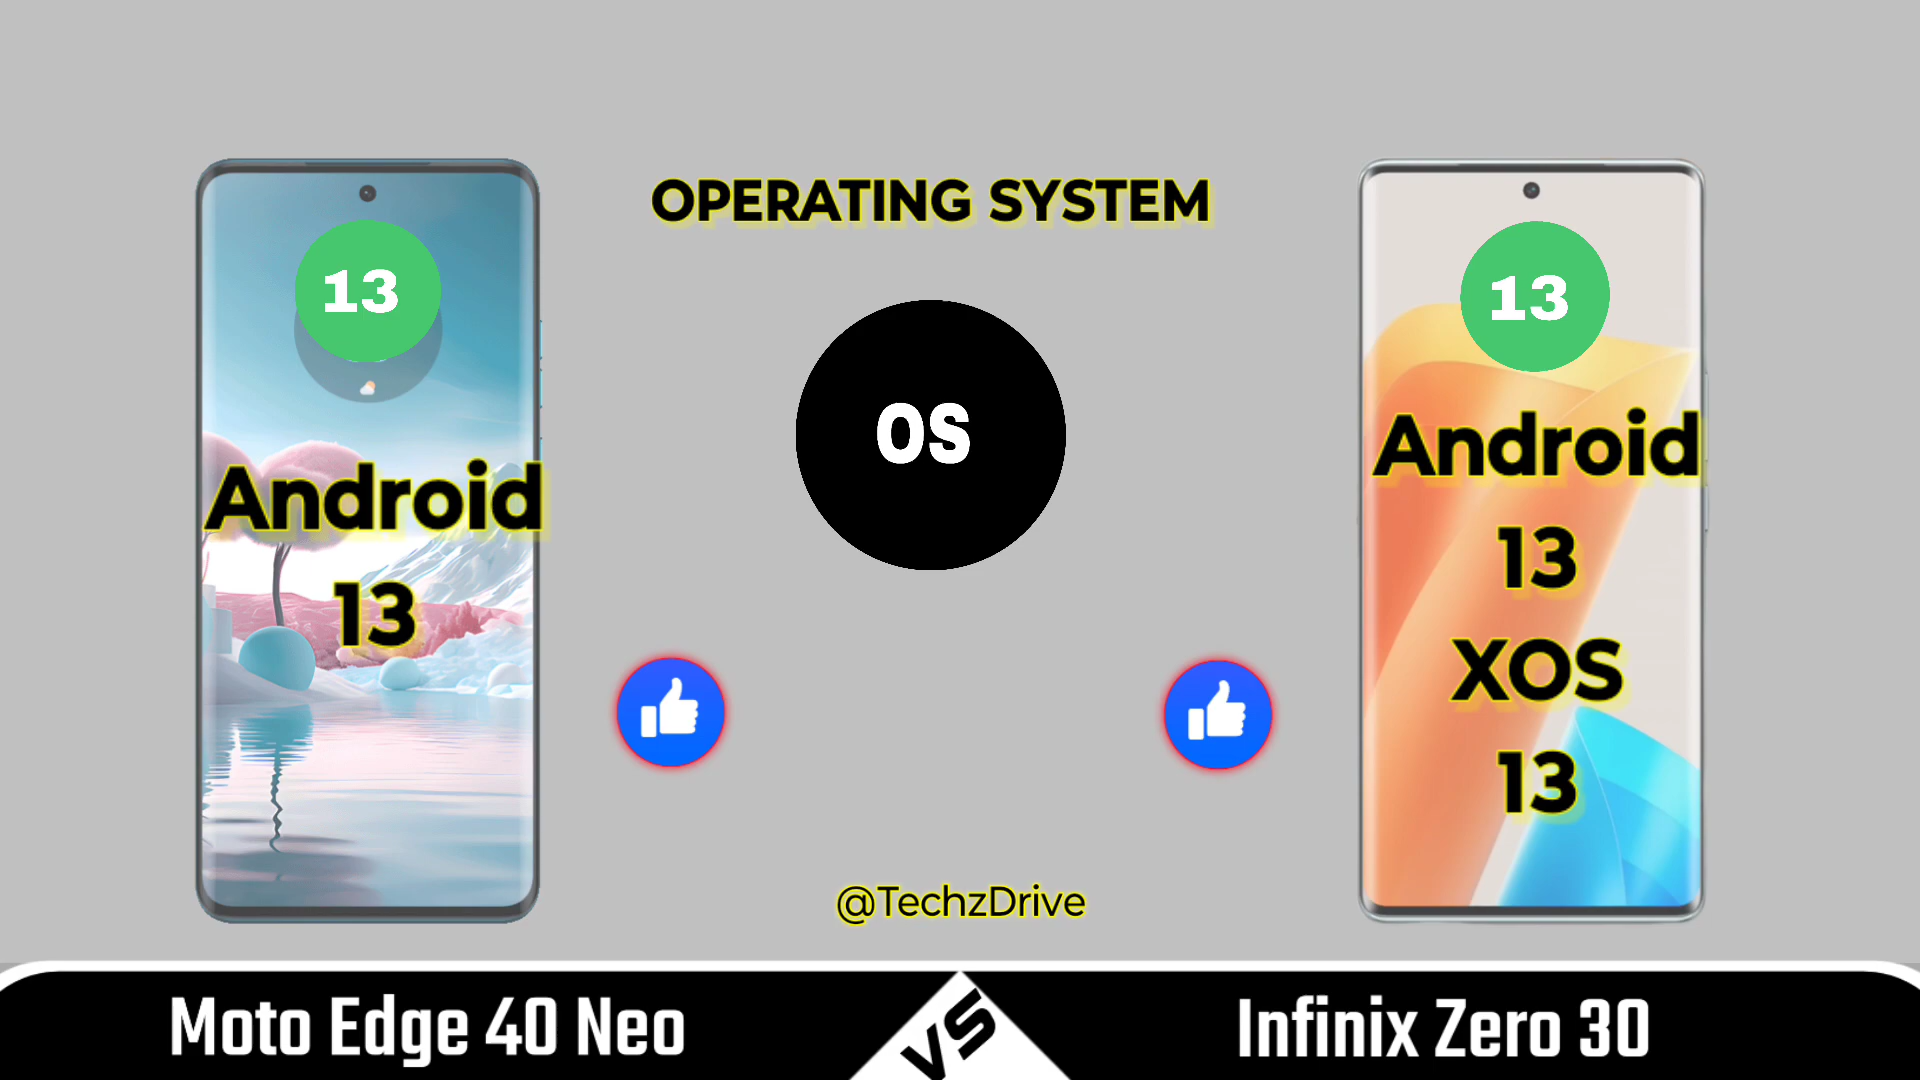 OPERATING SYSTEM
13
Android
13
OS
13
Android
13
XOS
13
@TechzDrive
Moto Edge 40 Neo
VS
Infinix Zero 30